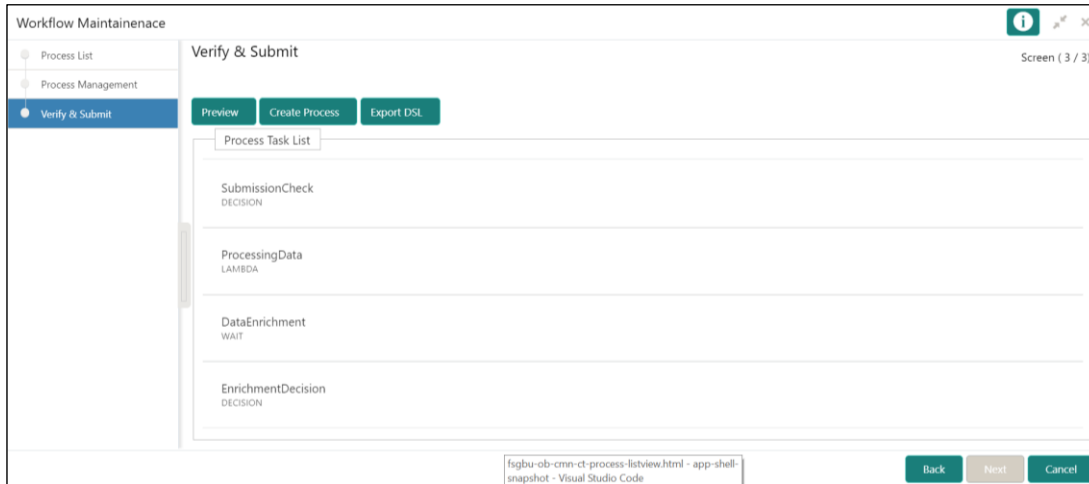 Workflow Maintainenace
Process List
Process Management
Verify & Submit
Verify & Submit
Screen ( 3 / 3)
Preview
Create Process
Export DSL
Process Task List
SubmissionCheck
DECISION
ProcessingData
LAMBDA
DataEnrichment
WAIT
EnrichmentDecision
DECISION
fsgbu-ob-cmn-ct-process-listview.html - app-shell-
snapshot - Visual Studio Code
Back
Next
Cancel